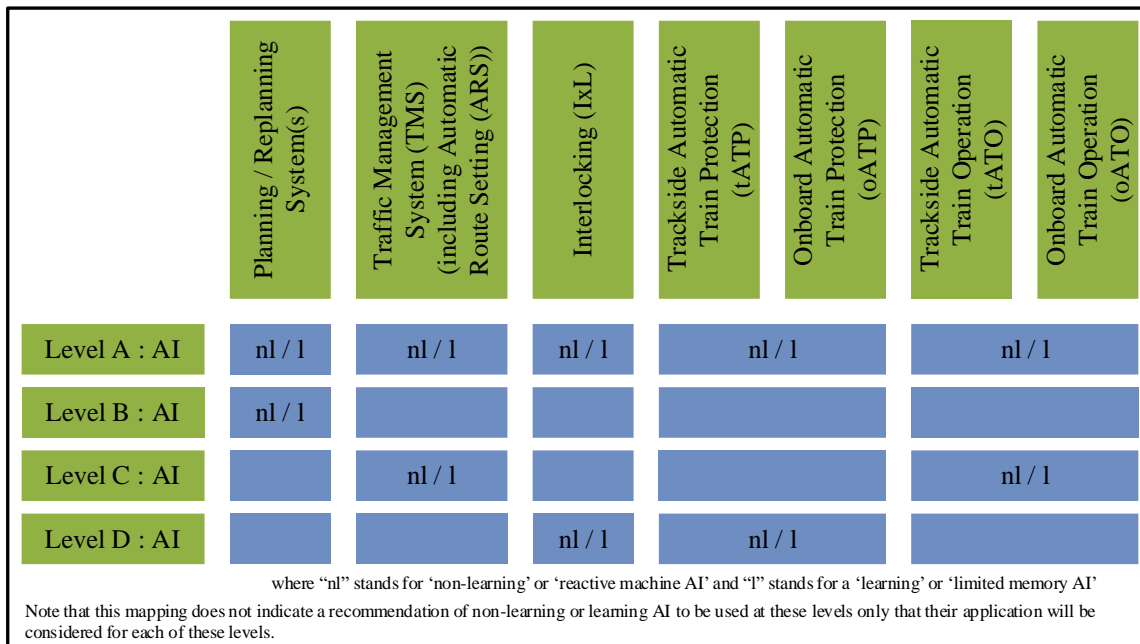 Planning / Replanning
System(s)
Traffic Management
System (TMS)
(including Automatic
Route Setting (ARS))
Interlocking (IxL)
Trackside Automatic
Train Protection
(tATP)
Onboard Automatic
Train Protection
(oATP)
Trackside Automatic
Train Operation
(tATO)
Onboard Automatic
Train Operation
(oATO)
Level A : AI nl / l nl / l nl / l nl / l nl / l
Level B : AI nl / l
Level C : AI nl / l nl / l
Level D : AI nl / l nl / l
where “nl” stands for ‘non-learning’ or ‘reactive machine AI’ and “l” stands for a ‘learning’ or ‘limited memory AI’
Note that this mapping does not indicate a recommendation of non-learning or learning AI to be used at these levels only that their application will be
considered for each of these levels.